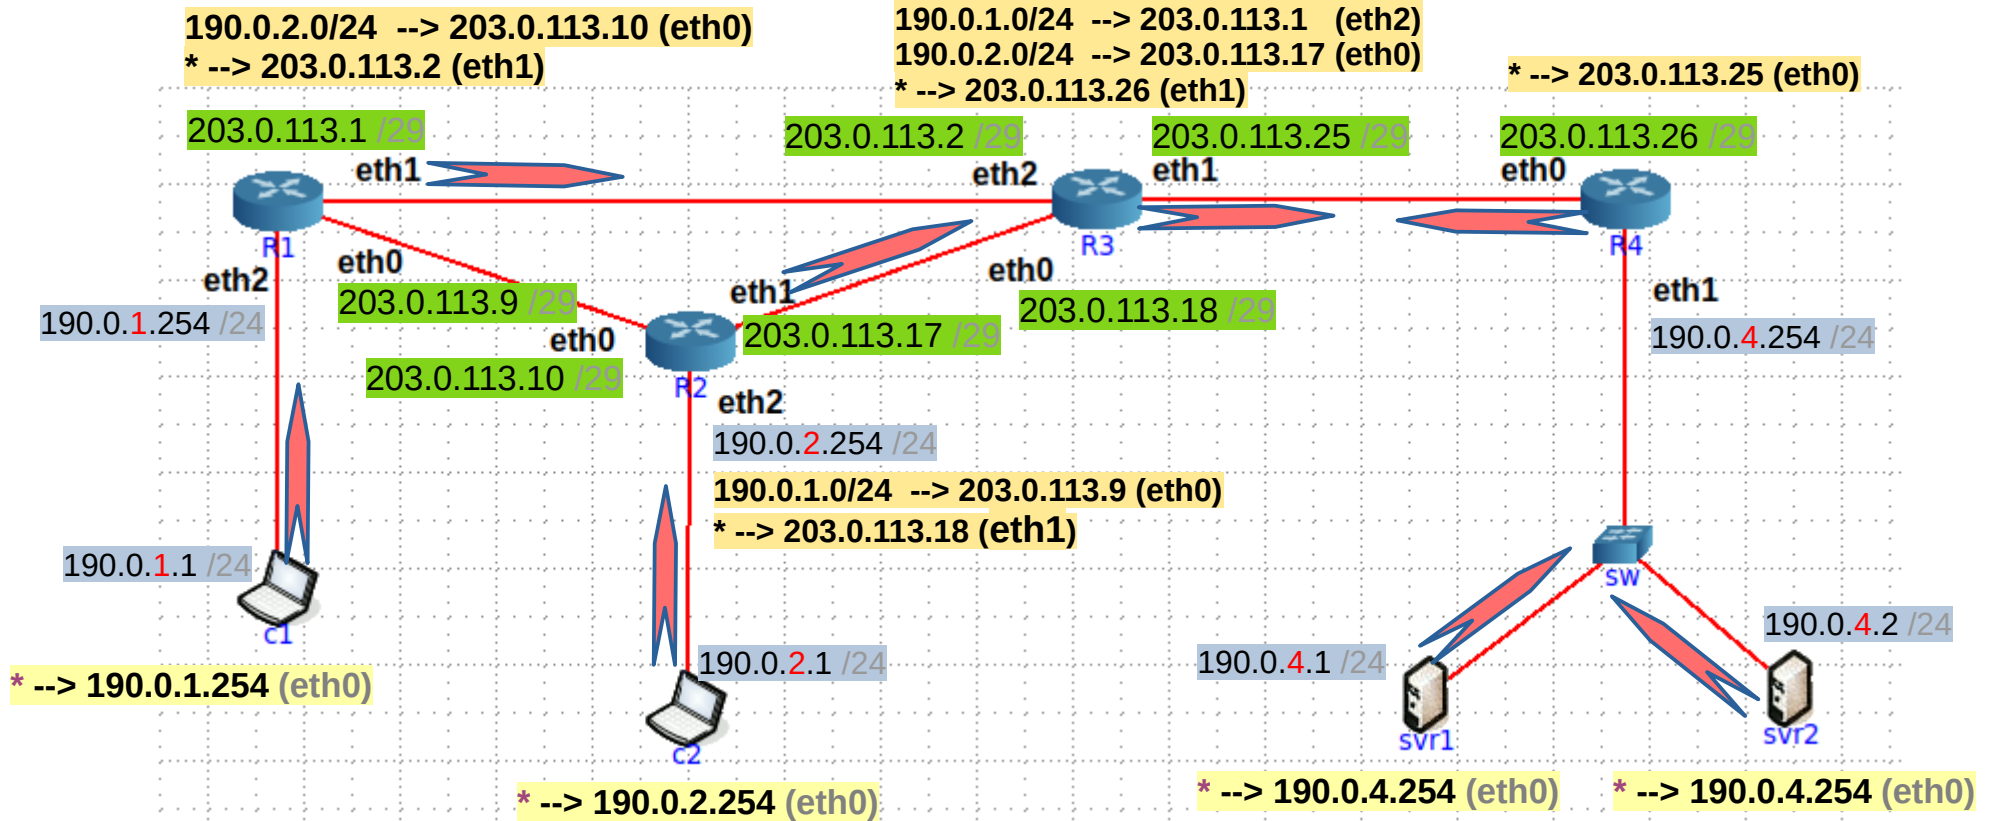 190.0.2.0/24 --> 203.0.113.10 (eth0)
* --> 203.0.113.2 (eth1)
190.0.1.0/24 --> 203.0.113.1 (eth2)
190.0.2.0/24 --> 203.0.113.17 (eth0)
* --> 203.0.113.26 (eth1)
* --> 203.0.113.25 (eth0)
203.0.113.1 /29
203.0.113.2 /29
203.0.113.25 /29
203.0.113.26 /29
eth1
eth2
eth1
eth0
R1
R3
R4
eth2
eth0
eth1
eth0
eth1
190.0.1.254 /24
203.0.113.9 /29
203.0.113.18 /29
eth0
203.0.113.17 /29
190.0.4.254 /24
203.0.113.10 /29
R2
eth2
190.0.2.254 /24
190.0.1.0/24 --> 203.0.113.9 (eth0)
* --> 203.0.113.18 (eth1)
190.0.1.1 /24
c1
sw
190.0.4.2 /24
190.0.2.1 /24
190.0.4.1 /24
* --> 190.0.1.254 (eth0)
c2
svr1
svr2
* --> 190.0.2.254 (eth0)
* --> 190.0.4.254 (eth0)
* --> 190.0.4.254 (eth0)